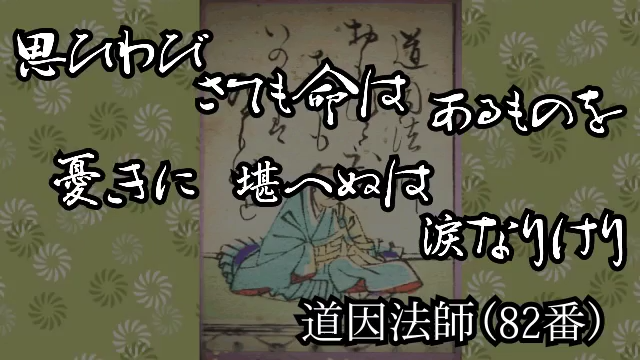 思ひわび
さても命は
あるものを
憂きに
堪へぬは
涙なりけり
道因法師(82番)